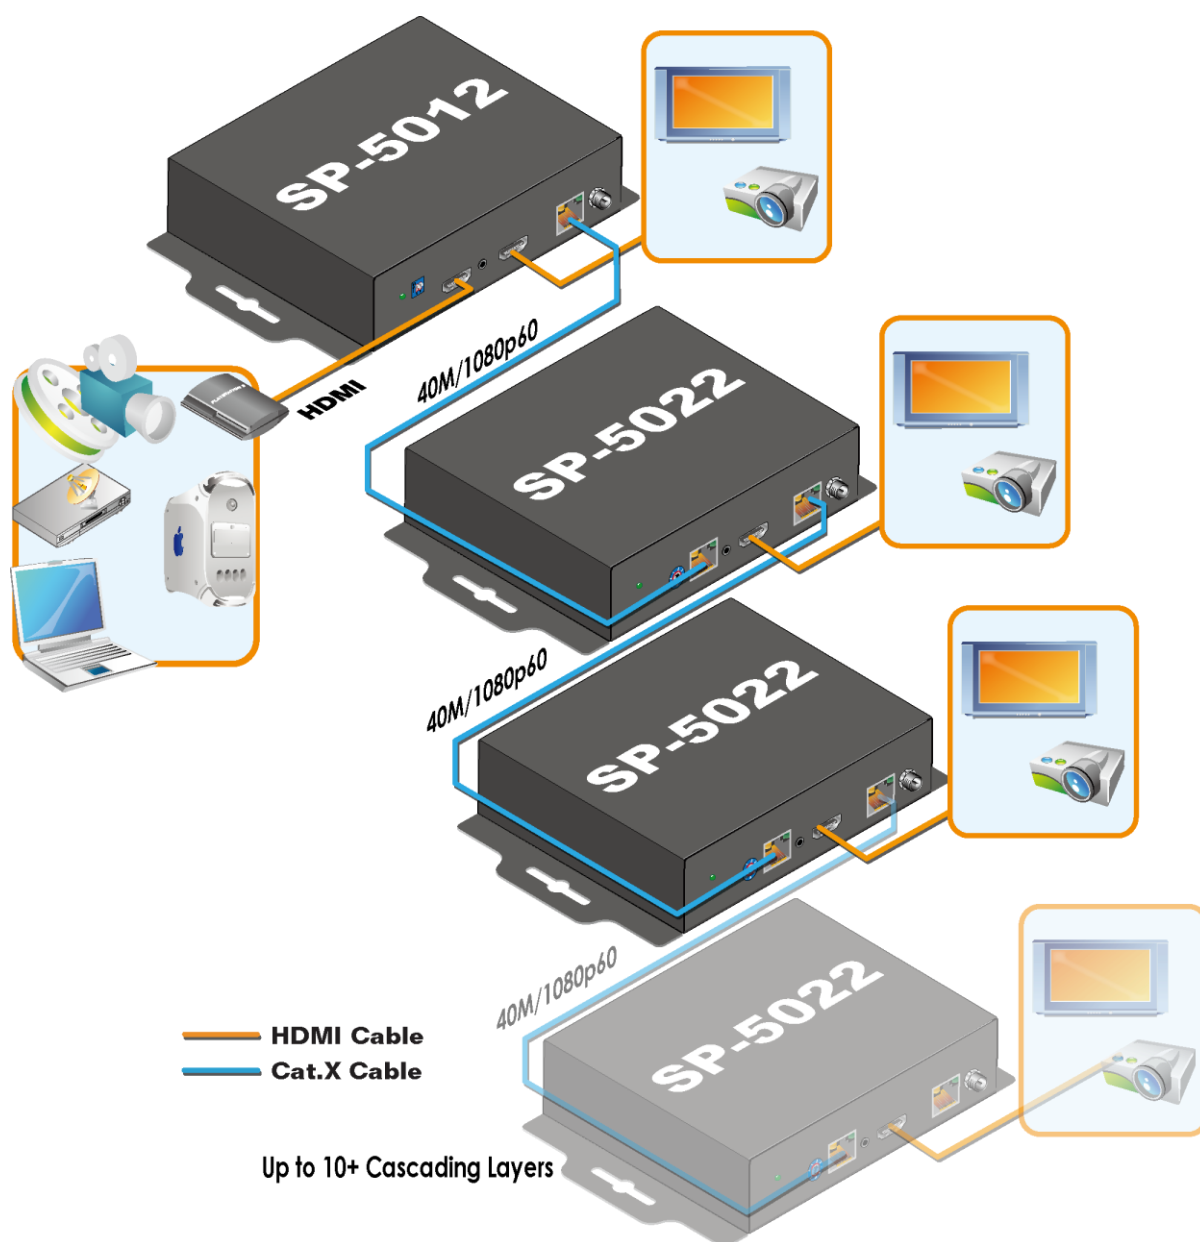 SP-5012
HDMI
40M/1080p60
SP-5022
40M/1080p60
SP-5022
40M/1080p60
SP-5022
HDMI Cable
Cat.X Cable
Up to 10+ Cascading Layers